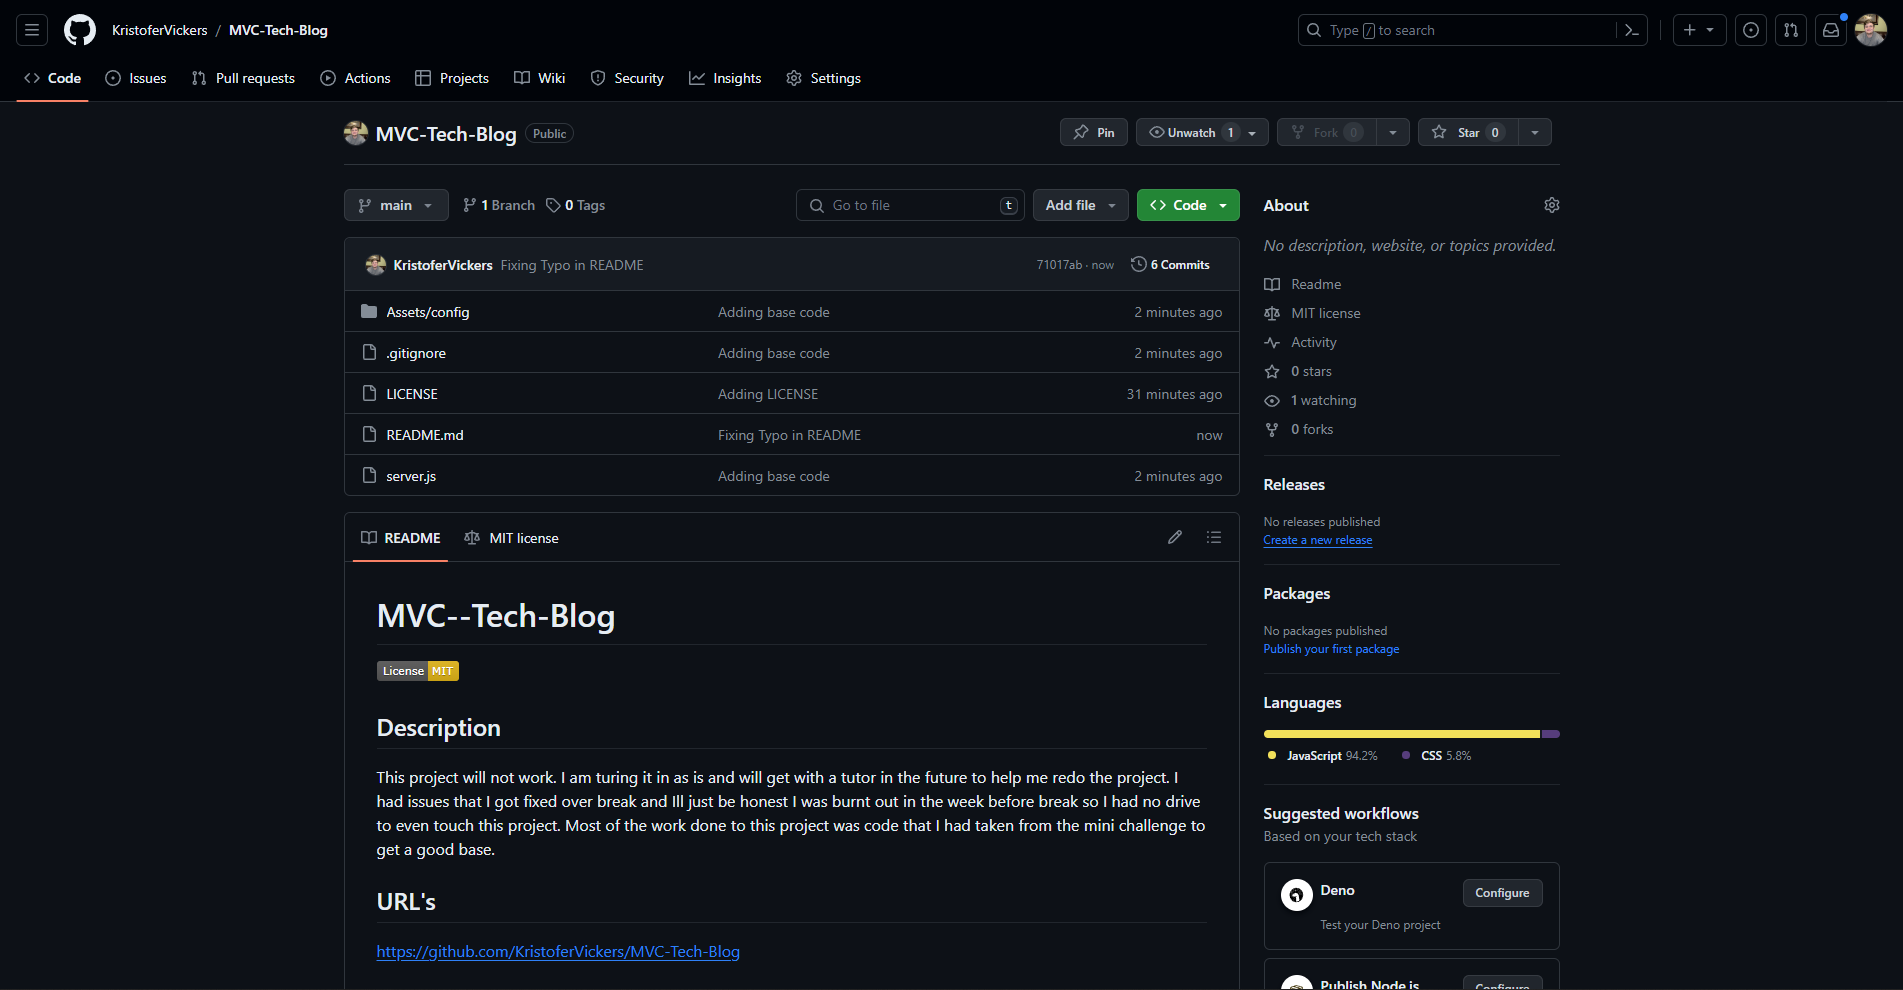 KristoferVickers / MVC-Tech-Blog
Type / to search
Code Issues Pull requests Actions Projects Wiki Security Insights Settings
MVC-Tech-Blog Public
Pin Unwatch 1 Fork 0 Star 0
main 1 Branch 0 Tags
Go to file t Add file Code
KristoferVickers Fixing Typo in README 71017ab · now 6 Commits
Assets/config Adding base code 2 minutes ago
.gitignore Adding base code 2 minutes ago
LICENSE Adding LICENSE 31 minutes ago
README.md Fixing Typo in README now
server.js Adding base code 2 minutes ago
README MIT license
MVC--Tech-Blog
License MIT
Description
This project will not work. I am turing it in as is and will get with a tutor in the future to help me redo the project. I
had issues that I got fixed over break and Ill just be honest I was burnt out in the week before break so I had no drive
to even touch this project. Most of the work done to this project was code that I had taken from the mini challenge to
get a good base.
URL's
https://github.com/KristoferVickers/MVC-Tech-Blog
About
No description, website, or topics provided.
Readme
MIT license
Activity
0 stars
1 watching
0 forks
Releases
No releases published
Create a new release
Packages
No packages published
Publish your first package
Languages
JavaScript 94.2% CSS 5.8%
Suggested workflows
Based on your tech stack
Deno Configure
Test your Deno project
Publish Node.js Configure